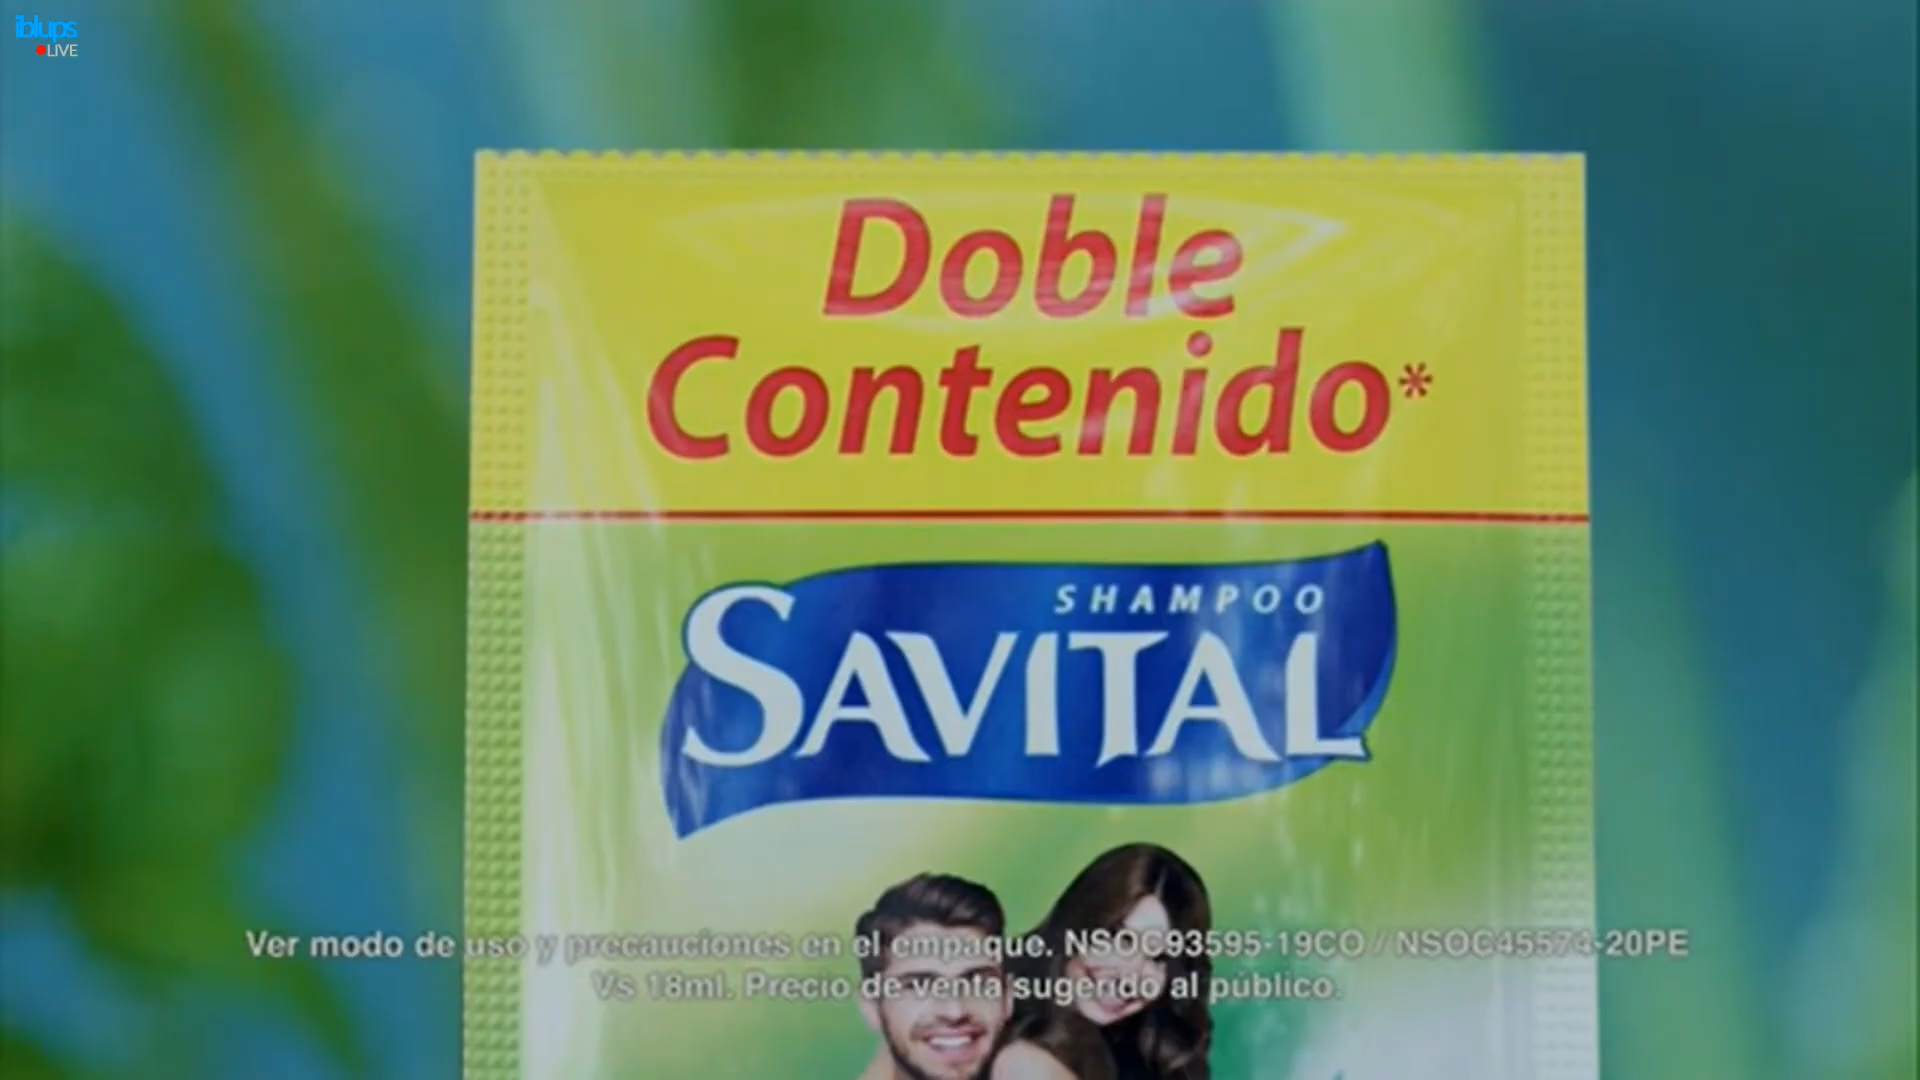 iblups
LIVE
Doble
Contenido*
SHAMPOO
SAVITAL
Ver modo de uso y precauciones en el empaque. NSOC93595-19CO / NSOC45574-20PE
Vs 18ml. Precio de venta sugerido al público.